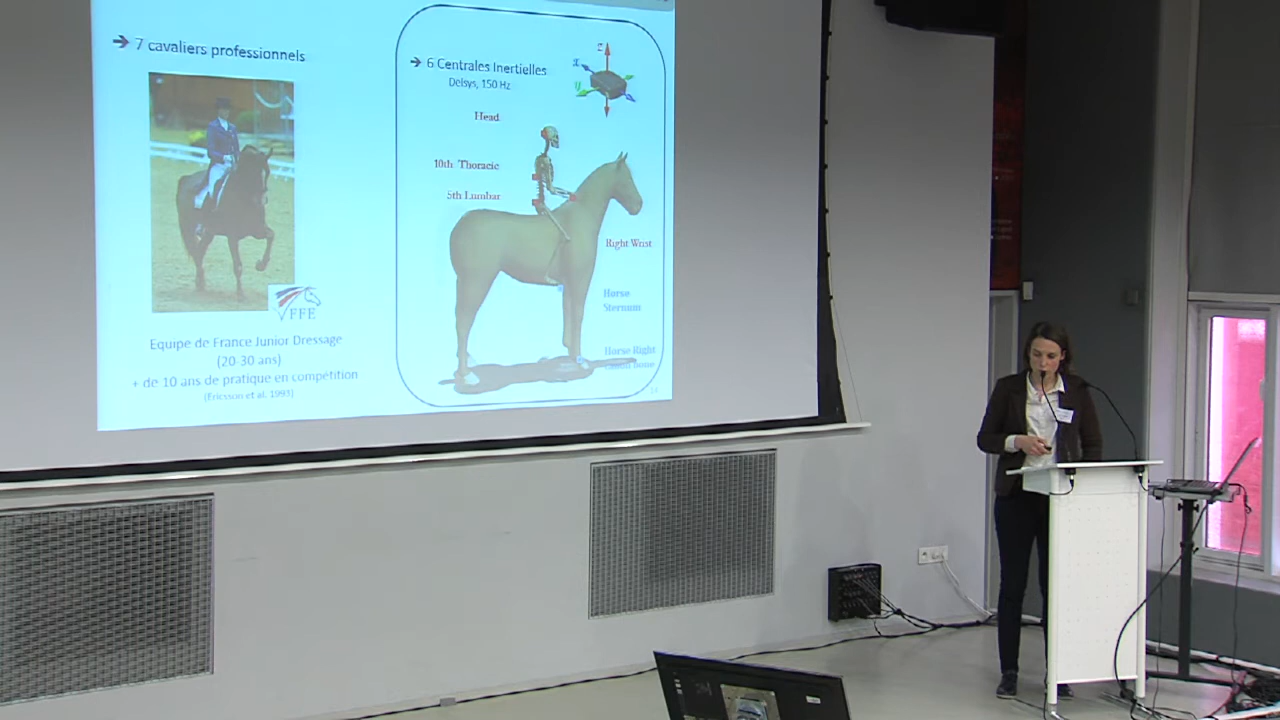 → 7 cavaliers professionnels
FFE
Equipe de France Junior Dressage
(20-30 ans)
+ de 10 ans de pratique en compétition
(Ericsson et al. 1993)
→ 6 Centrales Inertielles
Delsys, 150 Hz
Head
10th Thoracic
5th Lumbar
Right Wrist
Horse
Sternum
Horse Right
bone